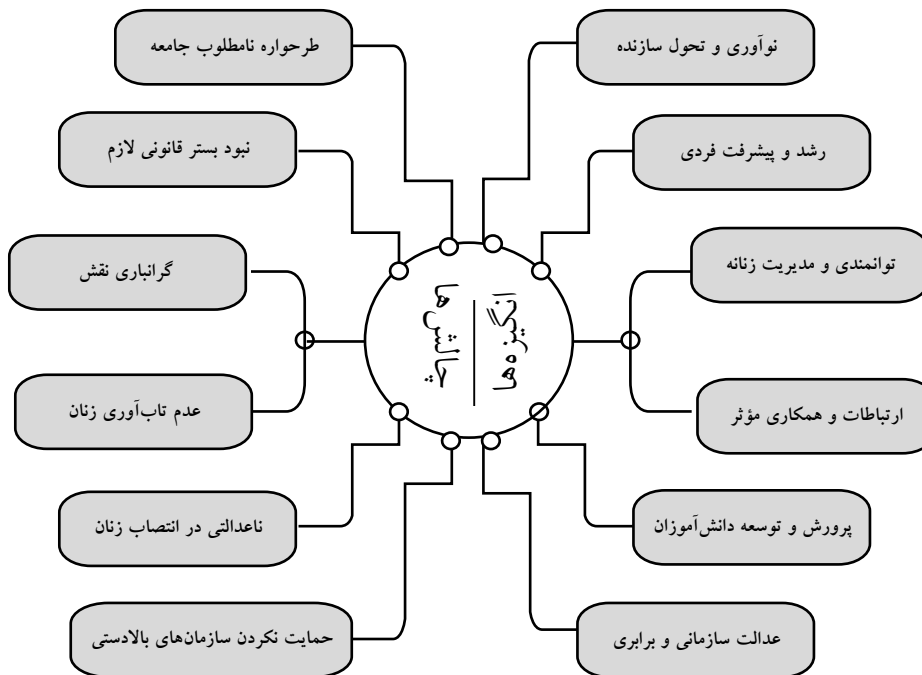 نوآوری و تحول سازنده
طرحواره نامطلوب جامعه
رشد و پیشرفت فردی
نبود بستر قانونی لازم
توانمندی و مدیریت زنانه
گرانباری نقش
انگیزه‌ها
چالش‌ها
ارتباطات و همکاری مؤثر
عدم تاب‌آوری زنان
پرورش و توسعه دانش‌آموزان
ناعدالتی در انتصاب زنان
عدالت سازمانی و برابری
حمایت نکردن سازمان‌های بالادستی